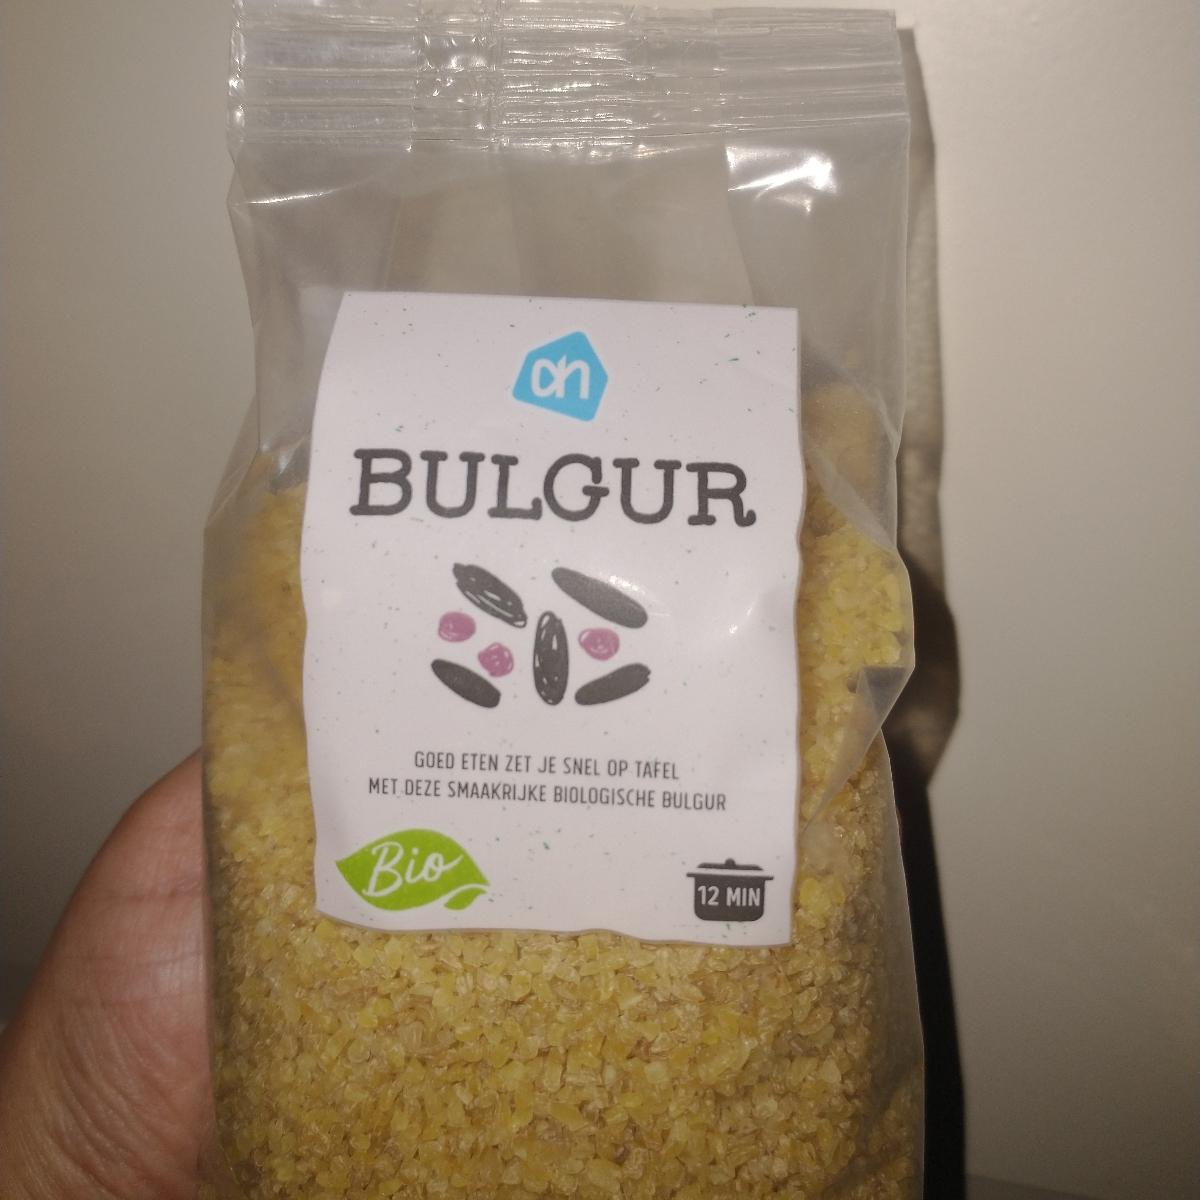 ah
BULGUR
GOED ETEN ZET JE SNEL OP TAFEL
MET DEZE SMAAKRIJKE BIOLOGISCHE BULGUR
Bio
12 MIN